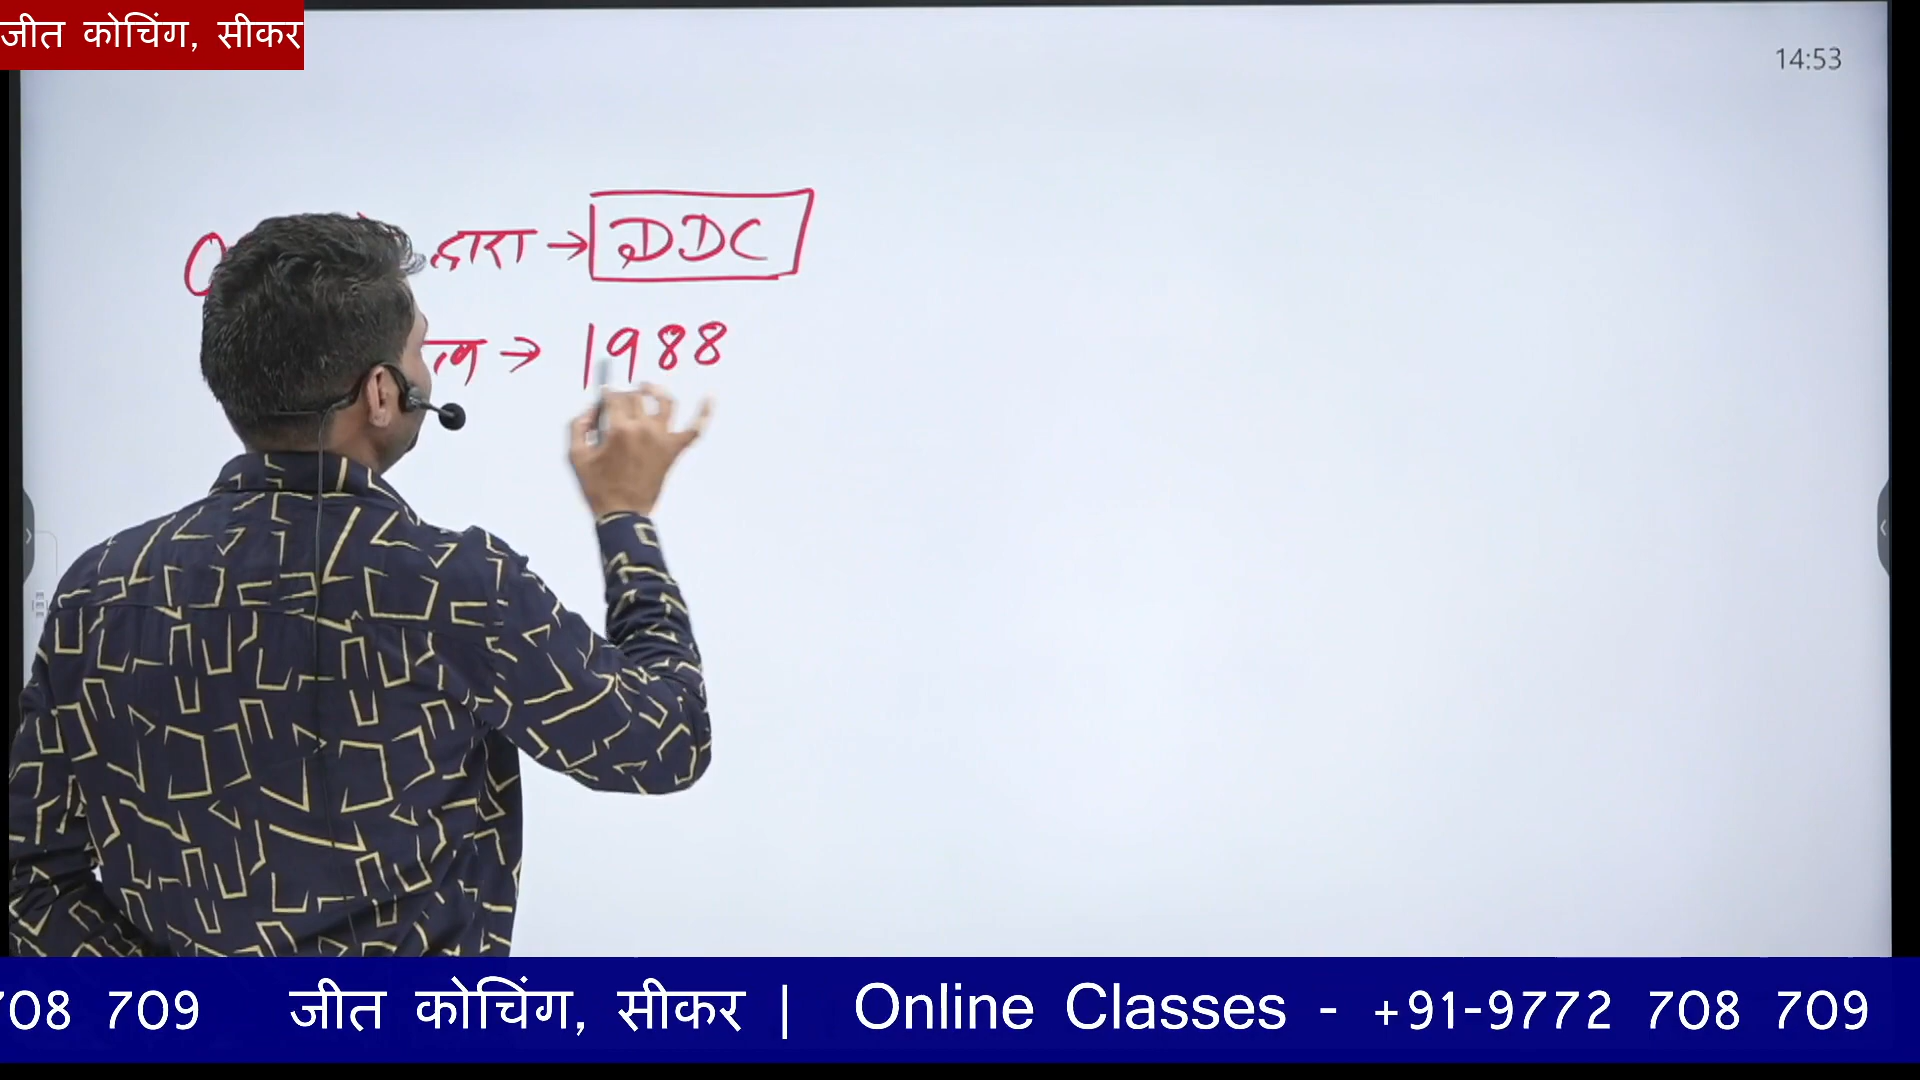 जीत कोचिंग, सीकर
14:53
द्वारा → DDC
→ 1988
708 709 जीत कोचिंग, सीकर | Online Classes - +91-9772 708 709